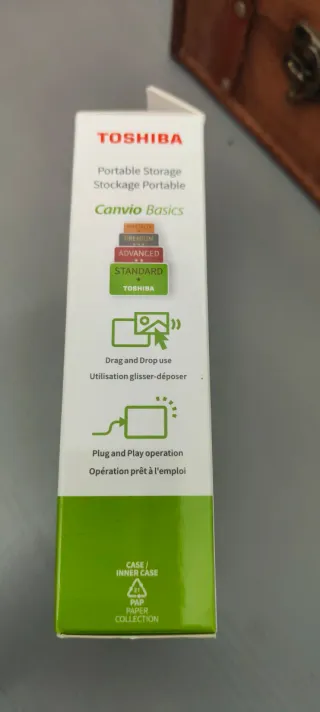 TOSHIBA
Portable Storage
Stockage Portable
Canvio Basics
PREMIUM
ADVANCED
STANDARD
TOSHIBA
Drag and Drop use
Utilisation glisser-déposer
Plug and Play operation
Opération prêt à l'emploi
CASE /
INNER CASE
21
PAP
PAPER
COLLECTION